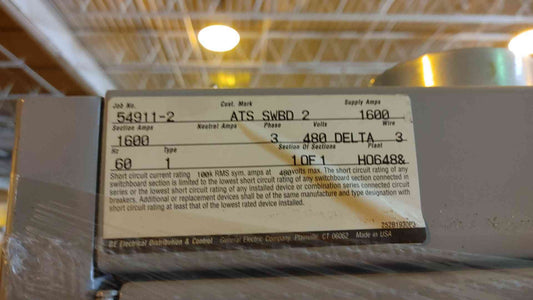 Job No. Cust. Mark Supply Amps
54911-2 ATS SWBD 2 1600
Section Amps Neutral Amps Phase Volts Wire
1600 3 480 DELTA 3
Hz Type Section Of Sections Plant
60 1 1 OF 1 H0648&
Short circuit current rating 100k RMS sym. amps at 480 volts max. The short circuit rating of any
switchboard section is limited to the lowest short circuit rating of any switchboard section connected in
series or the lowest short circuit rating of any installed device or combination series connected circuit
breakers. Additional or replacement devices shall be of the same manufacture and type designation with
short circuit rating at least that of the lowest rated device installed.
GE Electrical Distribution & Control General Electric Company, Plainville, CT 06062 Made in USA